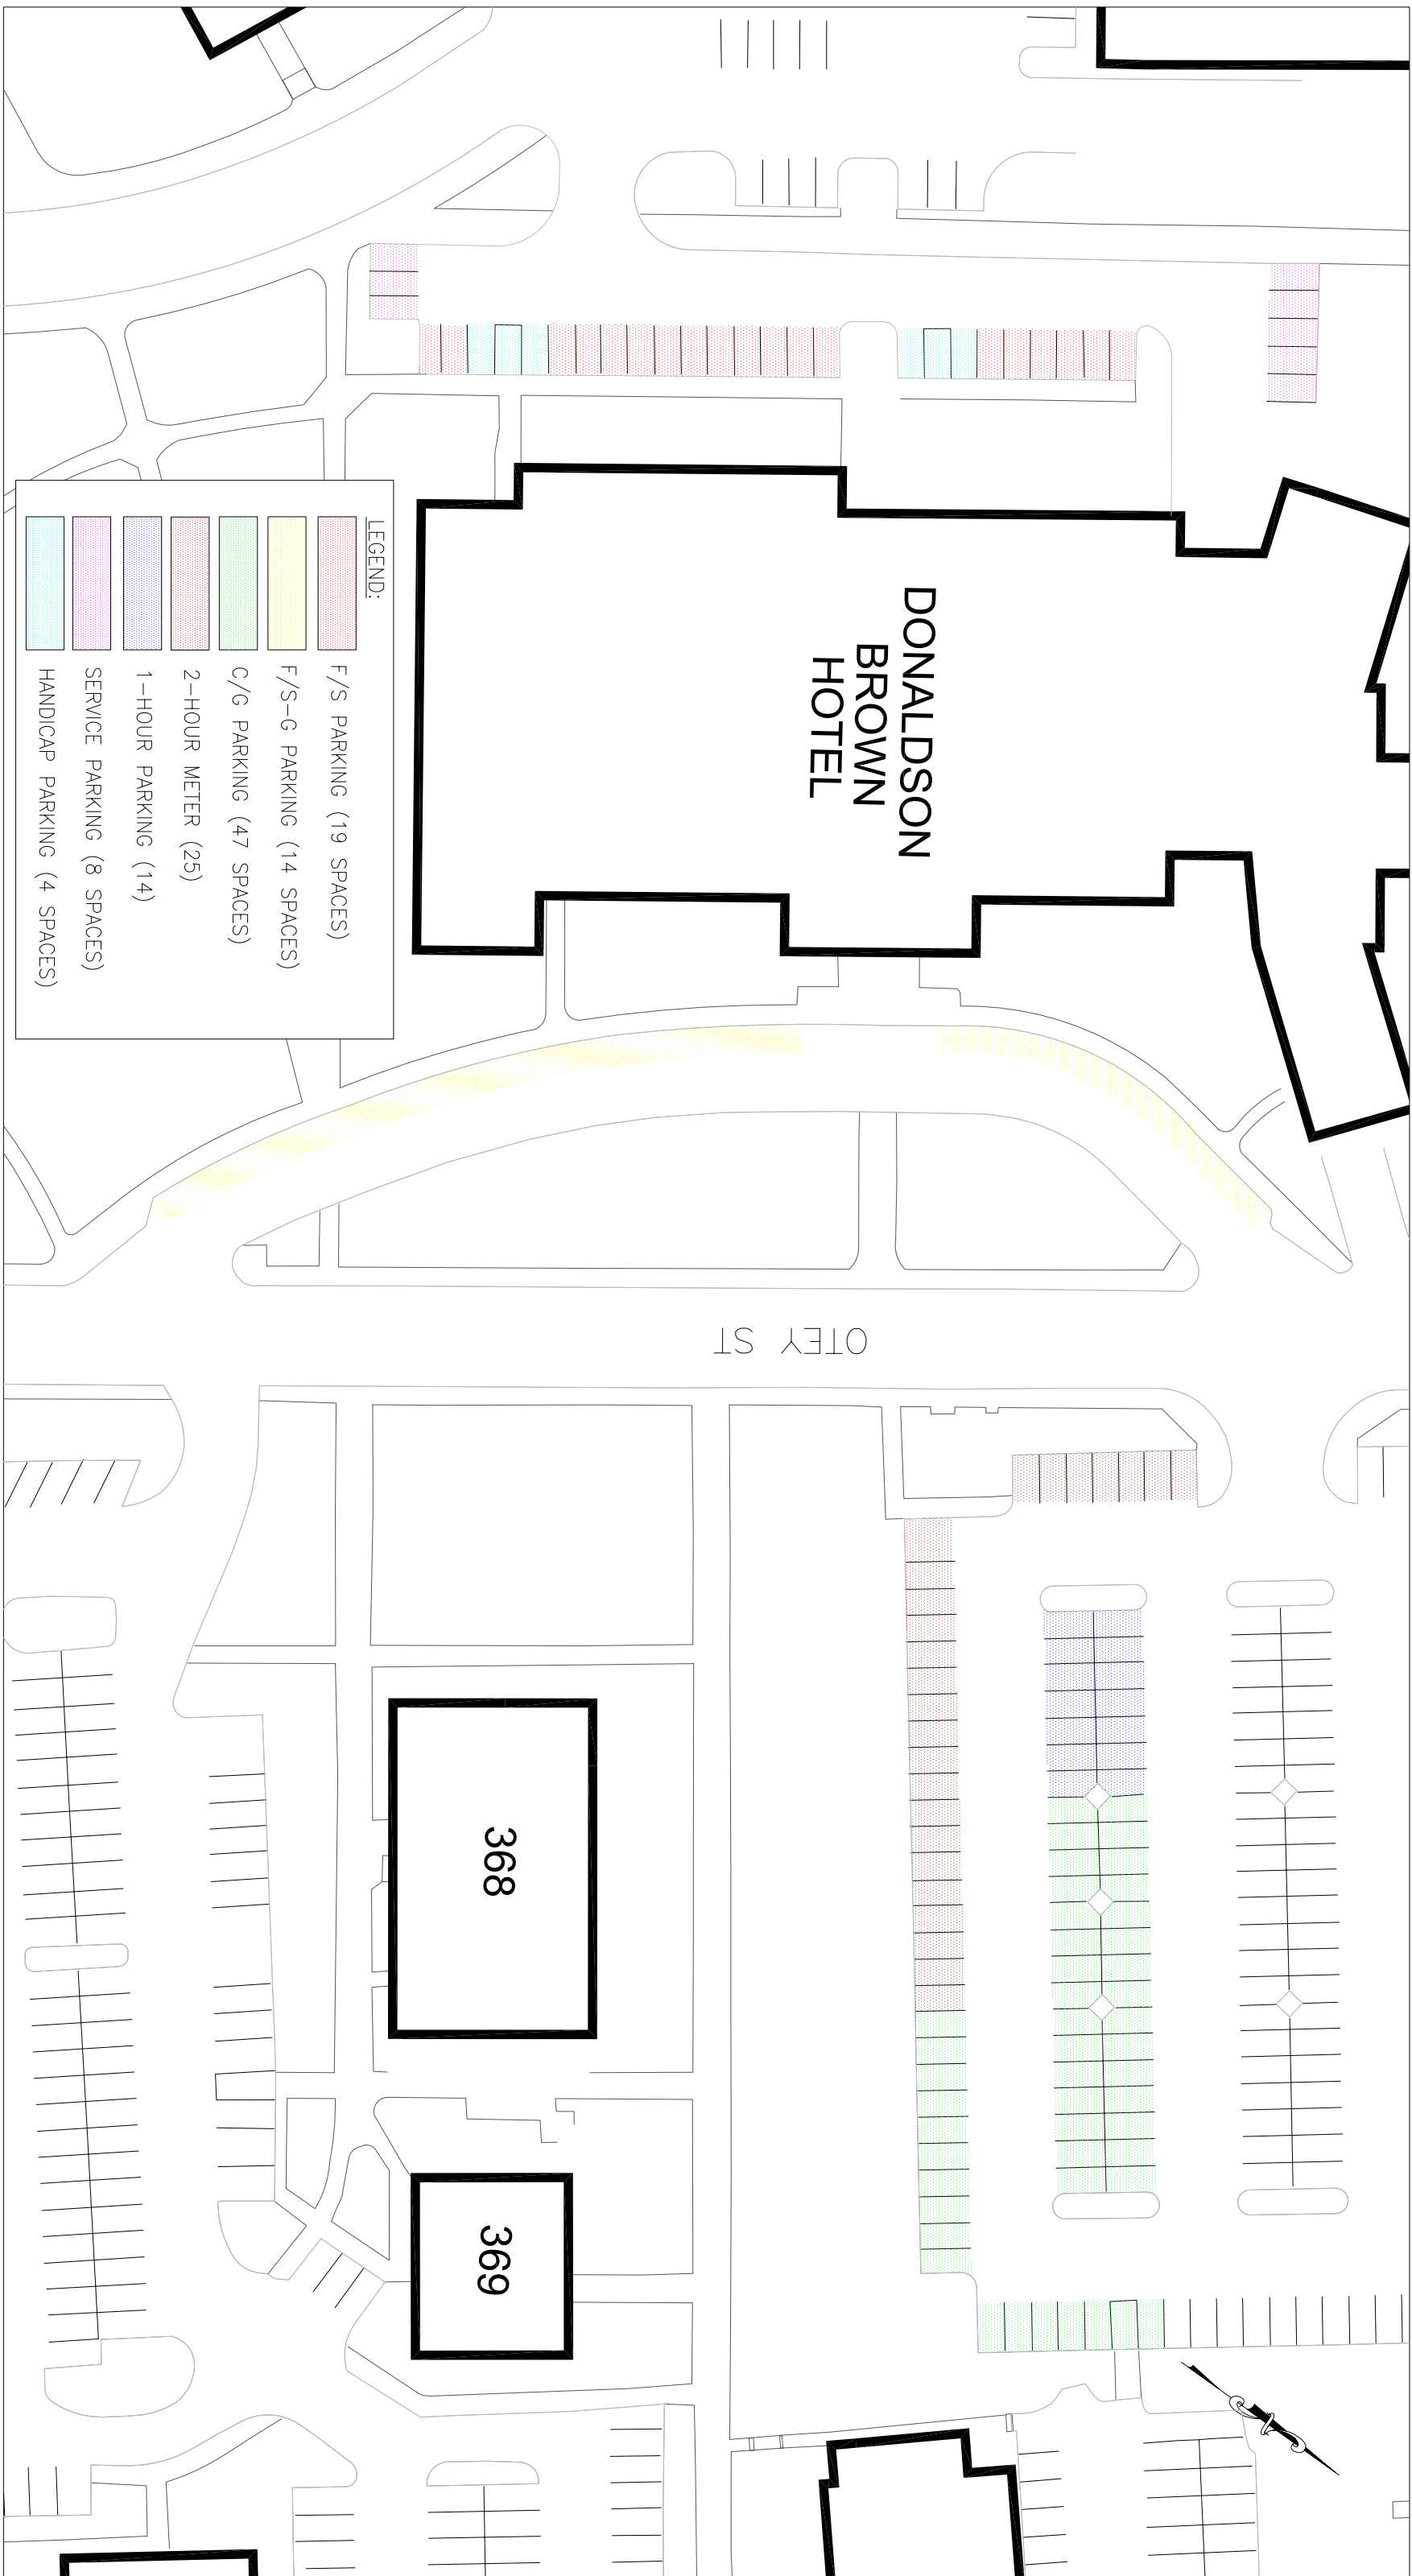 DONALDSON
BROWN
HOTEL
LEGEND:
F/S PARKING (19 SPACES)
F/S-G PARKING (14 SPACES)
C/G PARKING (47 SPACES)
2-HOUR METER (25)
1-HOUR PARKING (14)
SERVICE PARKING (8 SPACES)
HANDICAP PARKING (4 SPACES)
OTEY ST
368
369